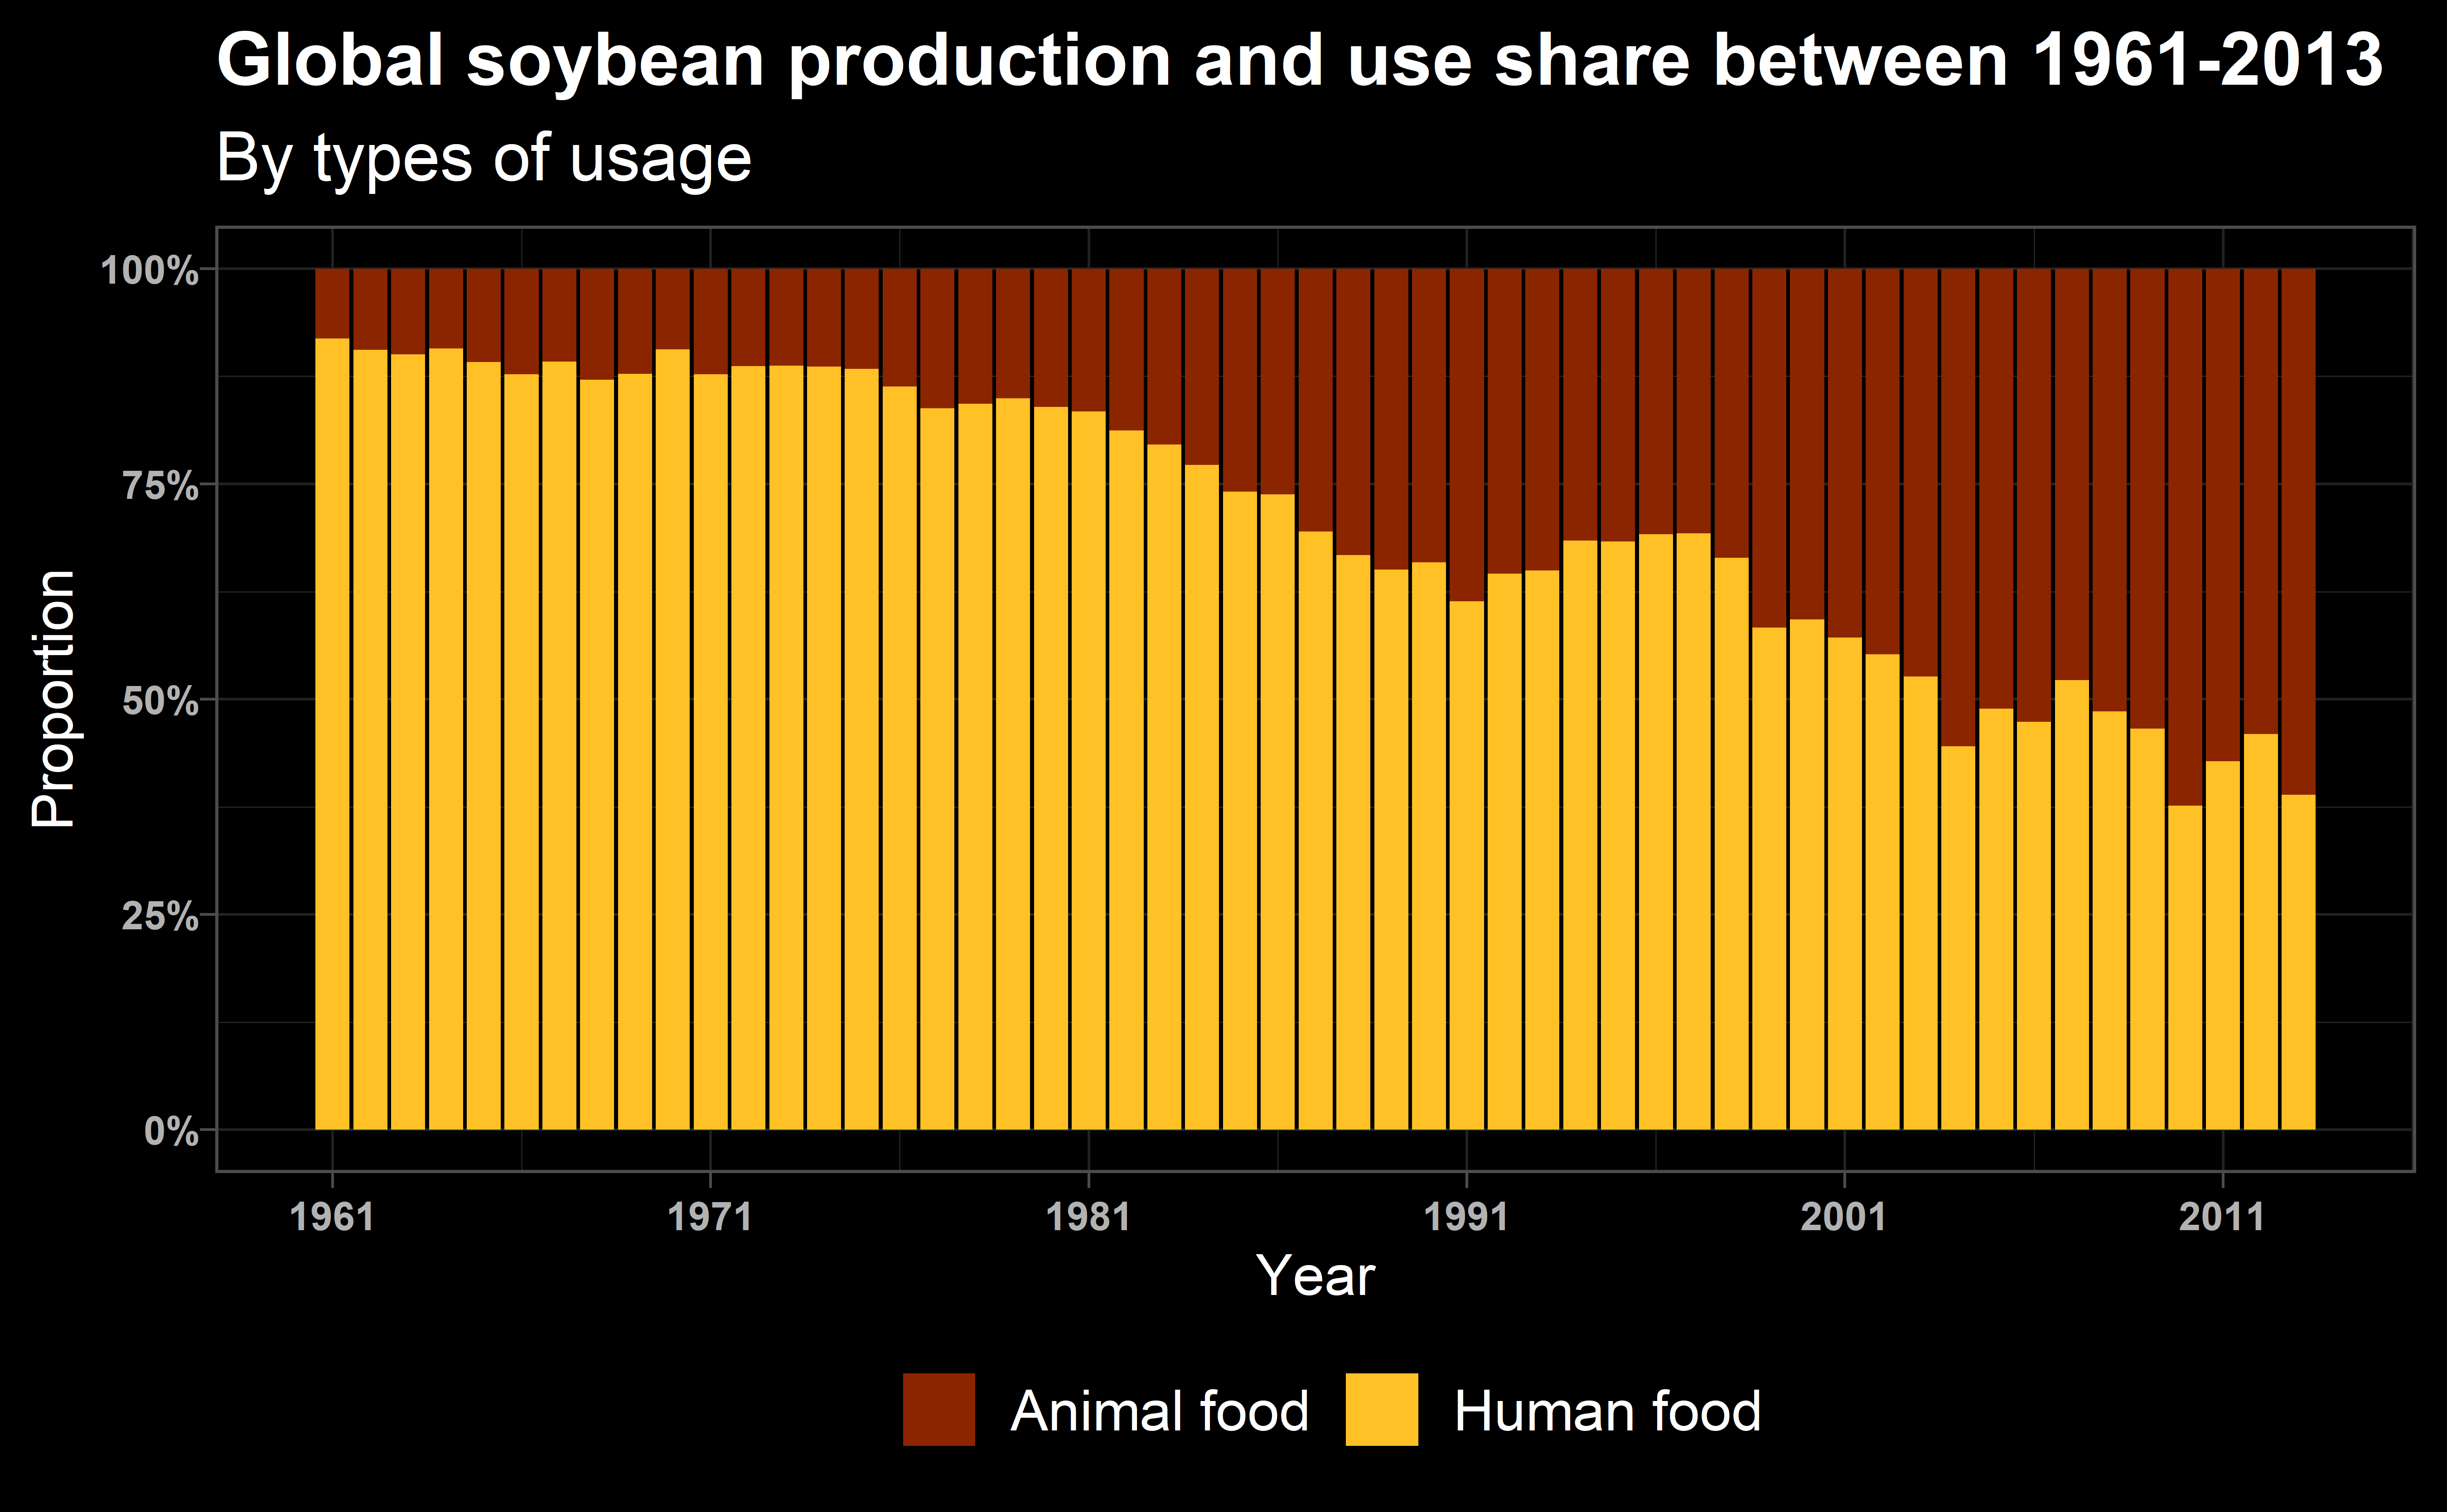 Global soybean production and use share between 1961-2013
By types of usage
Proportion
100%
75%
50%
25%
0%
1961 1971 1981 1991 2001 2011
Year
Animal food Human food